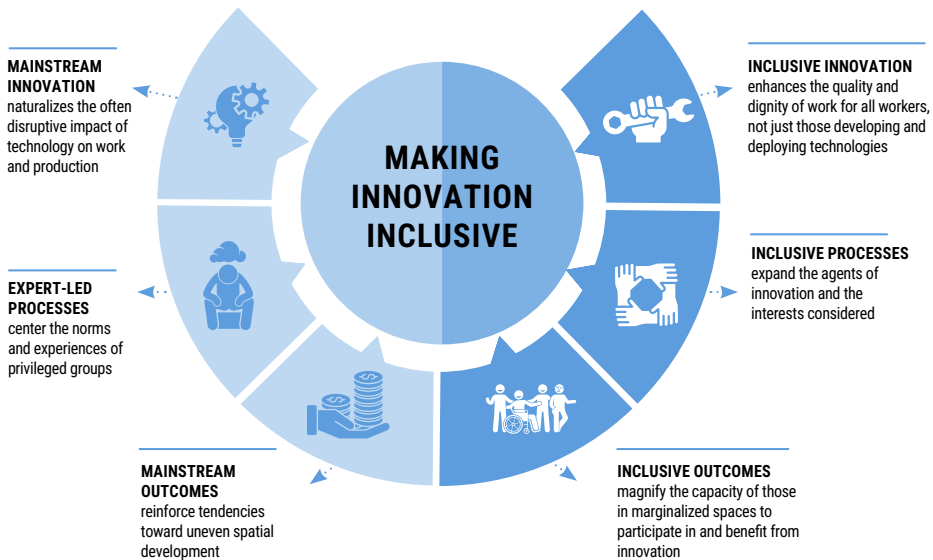 MAKING
INNOVATION
INCLUSIVE
MAINSTREAM
INNOVATION
naturalizes the often
disruptive impact of
technology on work
and production
EXPERT-LED
PROCESSES
center the norms
and experiences of
privileged groups
MAINSTREAM
OUTCOMES
reinforce tendencies
toward uneven spatial
development
INCLUSIVE INNOVATION
enhances the quality and
dignity of work for all workers,
not just those developing and
deploying technologies
INCLUSIVE PROCESSES
expand the agents of
innovation and the
interests considered
INCLUSIVE OUTCOMES
magnify the capacity of those
in marginalized spaces to
participate in and benefit from
innovation